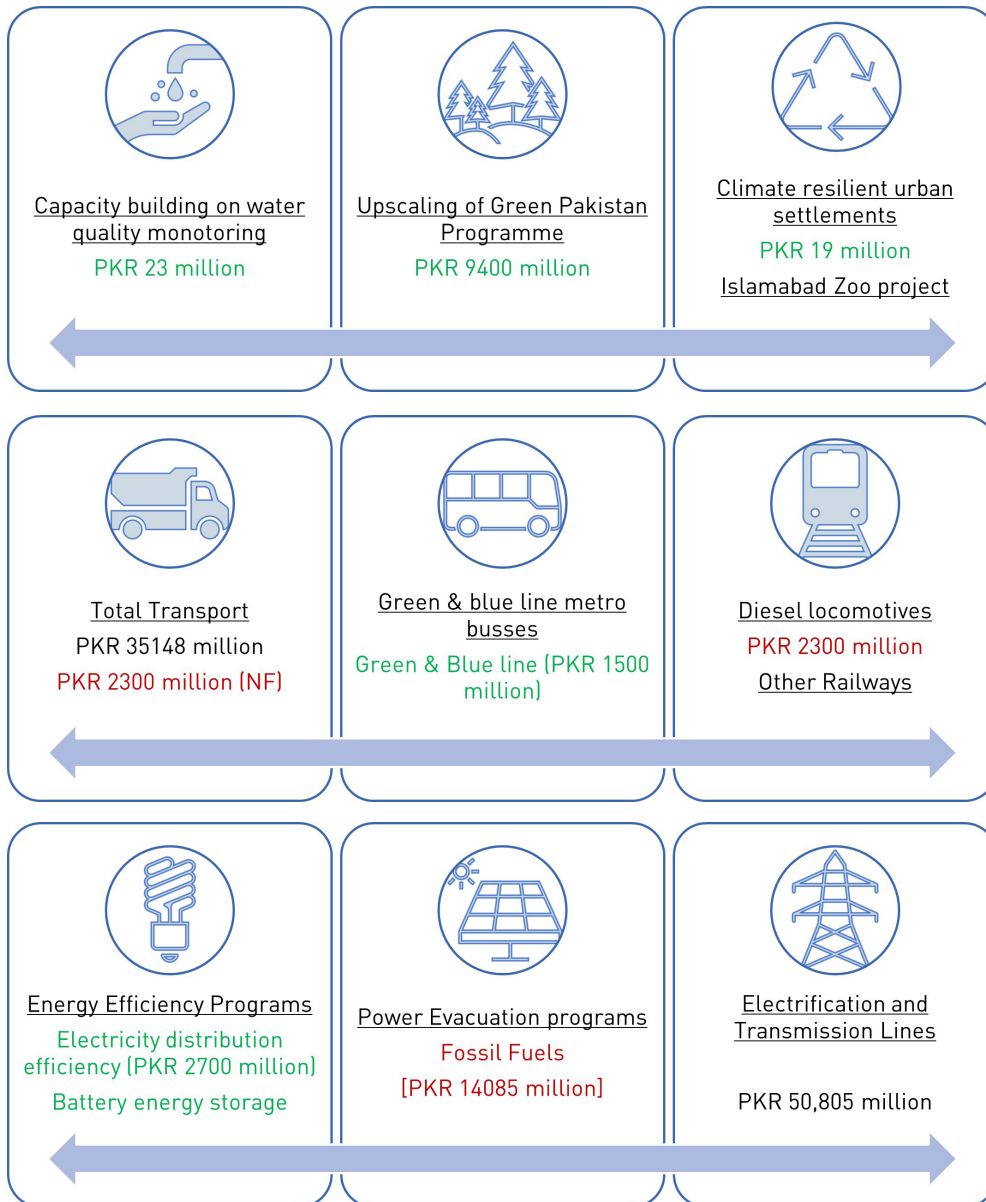 Capacity building on water
quality monotoring
PKR 23 million
Upscaling of Green Pakistan
Programme
PKR 9400 million
Climate resilient urban
settlements
PKR 19 million
Islamabad Zoo project
Total Transport
PKR 35148 million
PKR 2300 million (NF)
Green & blue line metro
busses
Green & Blue line (PKR 1500
million)
Diesel locomotives
PKR 2300 million
Other Railways
Energy Efficiency Programs
Electricity distribution
efficiency (PKR 2700 million)
Battery energy storage
Power Evacuation programs
Fossil Fuels
[PKR 14085 million]
Electrification and
Transmission Lines
PKR 50,805 million